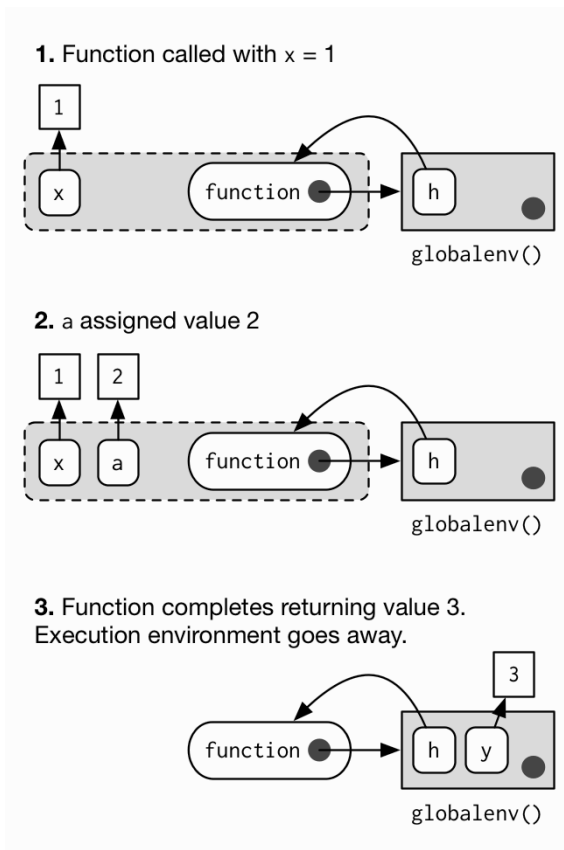 1. Function called with x = 1
1
x
function
h
globalenv()
2. a assigned value 2
1 2
x a
function
h
globalenv()
3. Function completes returning value 3.
Execution environment goes away.
3
function
h y
globalenv()